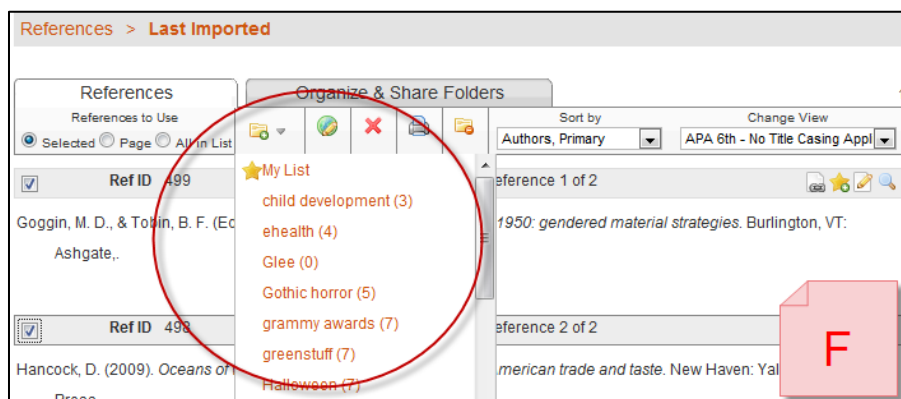 References > Last Imported
References
Organize & Share Folders
References to Use
Selected Page All in List
Sort by
Authors, Primary
Change View
APA 6th - No Title Casing Appl
My List
child development (3)
ehealth (4)
Glee (0)
Gothic horror (5)
grammy awards (7)
greenstuff (7)
Halloween (7)
Ref ID 499
eference 1 of 2
Goggin, M. D., & Tobin, B. F. (Ec
1950: gendered material strategies. Burlington, VT:
Ashgate,.
Ref ID 498
eference 2 of 2
Hancock, D. (2009). Oceans of
merican trade and taste. New Haven: Yal
F